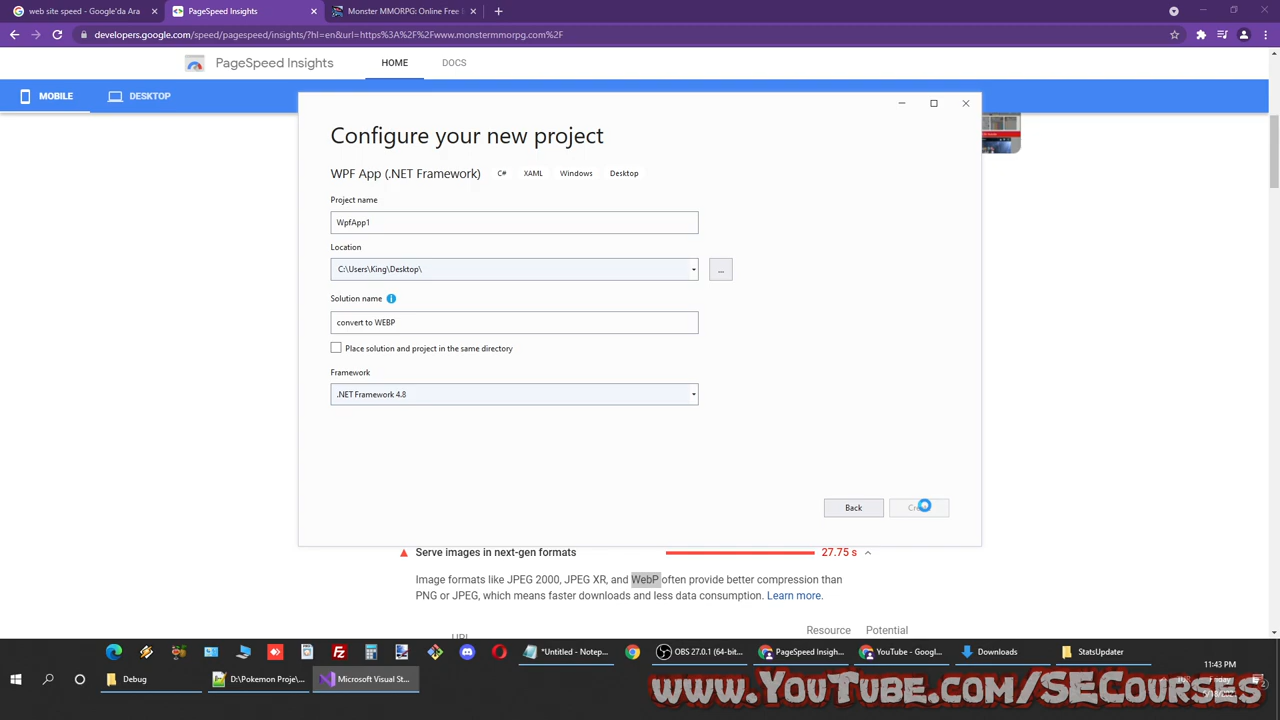 web site speed - Google'da Ara
PageSpeed Insights
Monster MMORPG: Online Free
developers.google.com/speed/pagespeed/insights/?hl=en&url=https%3A%2F%2Fwww.monstermmorpg.com%2F
PageSpeed Insights
HOME
DOCS
MOBILE
DESKTOP
Configure your new project
WPF App (.NET Framework) C# XAML Windows Desktop
Project name
WpfApp1
Location
C:\Users\King\Desktop\
...
Solution name
convert to WEBP
Place solution and project in the same directory
Framework
.NET Framework 4.8
Back
Serve images in next-gen formats 27.75 s
Image formats like JPEG 2000, JPEG XR, and WebP often provide better compression than
PNG or JPEG, which means faster downloads and less data consumption. Learn more.
Resource Potential
URL
*Untitled - Notep...
OBS 27.0.1 (64-bit...
PageSpeed Insigh...
YouTube - Googl...
Downloads
StatsUpdater
11:43 PM
Debug
D:\Pokemon Proje\...
Microsoft Visual St...
Friday
www.YouTube.com/SECourses